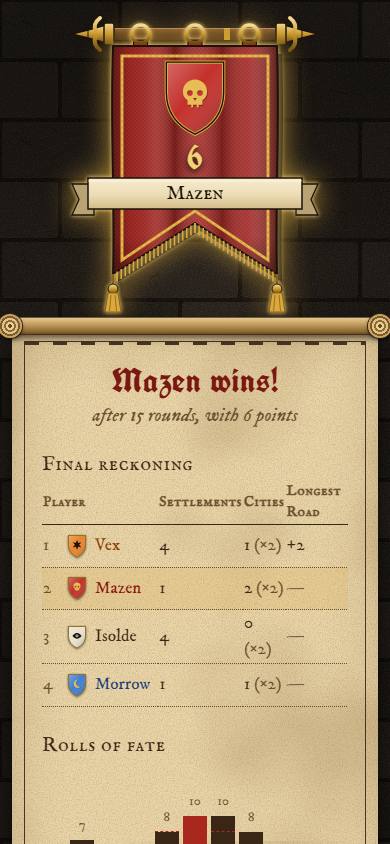 6
Mazen
Mazen wins!
after 15 rounds, with 6 points
Final reckoning
Player Settlements Cities Longest Road
1 Vex 4 1 (×2) +2
2 Mazen 1 2 (×2) —
3 Isolde 4 0 (×2) —
4 Morrow 1 1 (×2) —
Rolls of fate
7 8 10 10 8